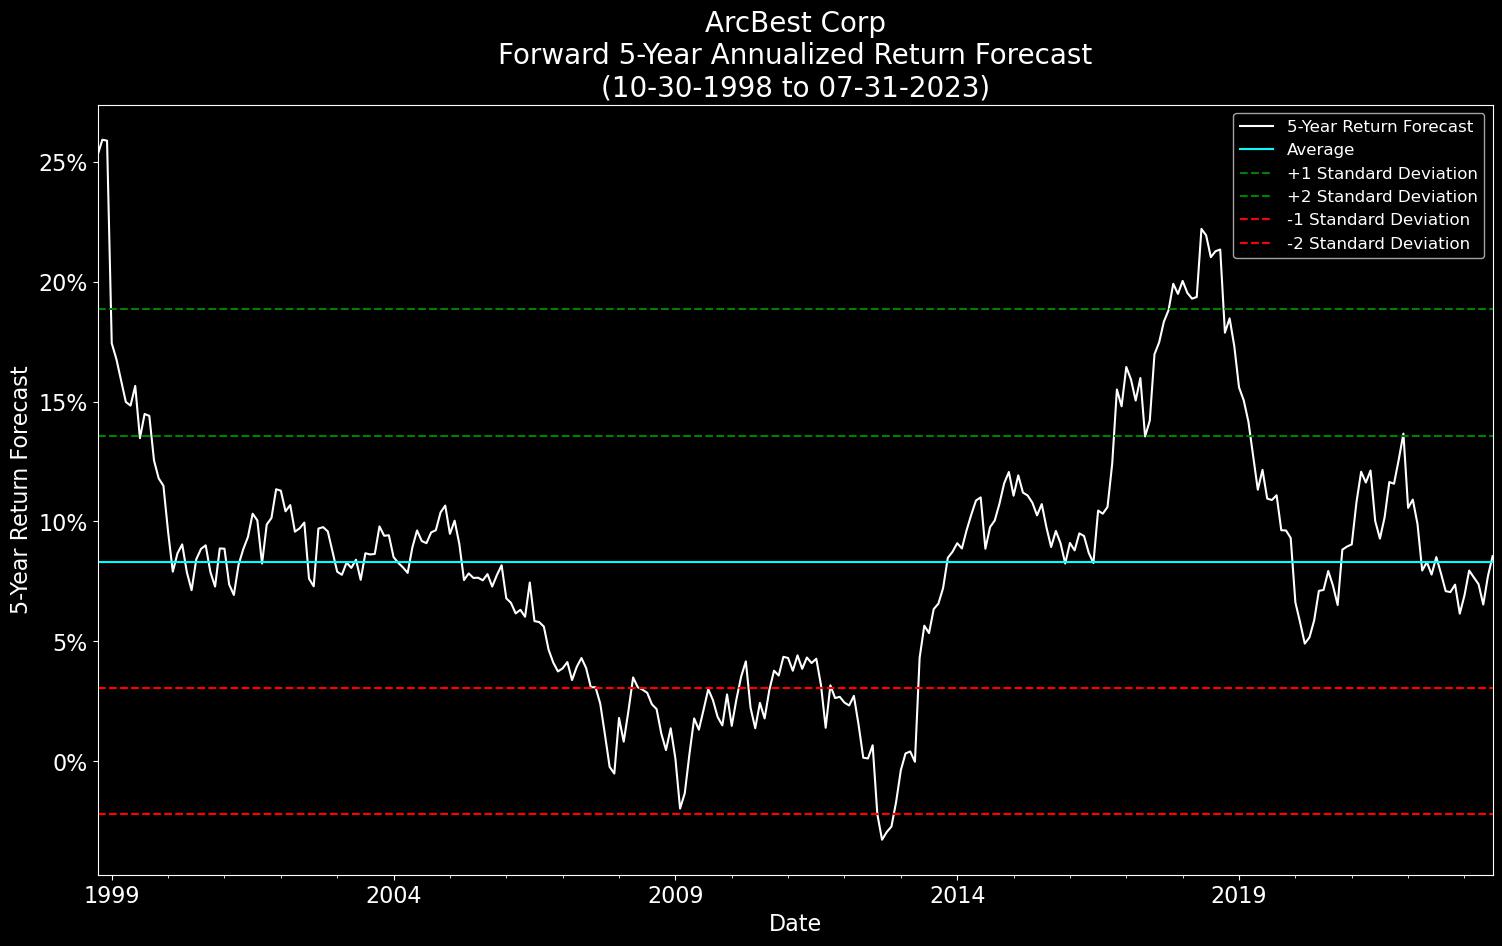 ArcBest Corp
Forward 5-Year Annualized Return Forecast
(10-30-1998 to 07-31-2023)
5-Year Return Forecast
Average
+1 Standard Deviation
+2 Standard Deviation
-1 Standard Deviation
-2 Standard Deviation
25%
20%
15%
10%
5%
0%
5-Year Return Forecast
1999
2004
2009
2014
2019
Date